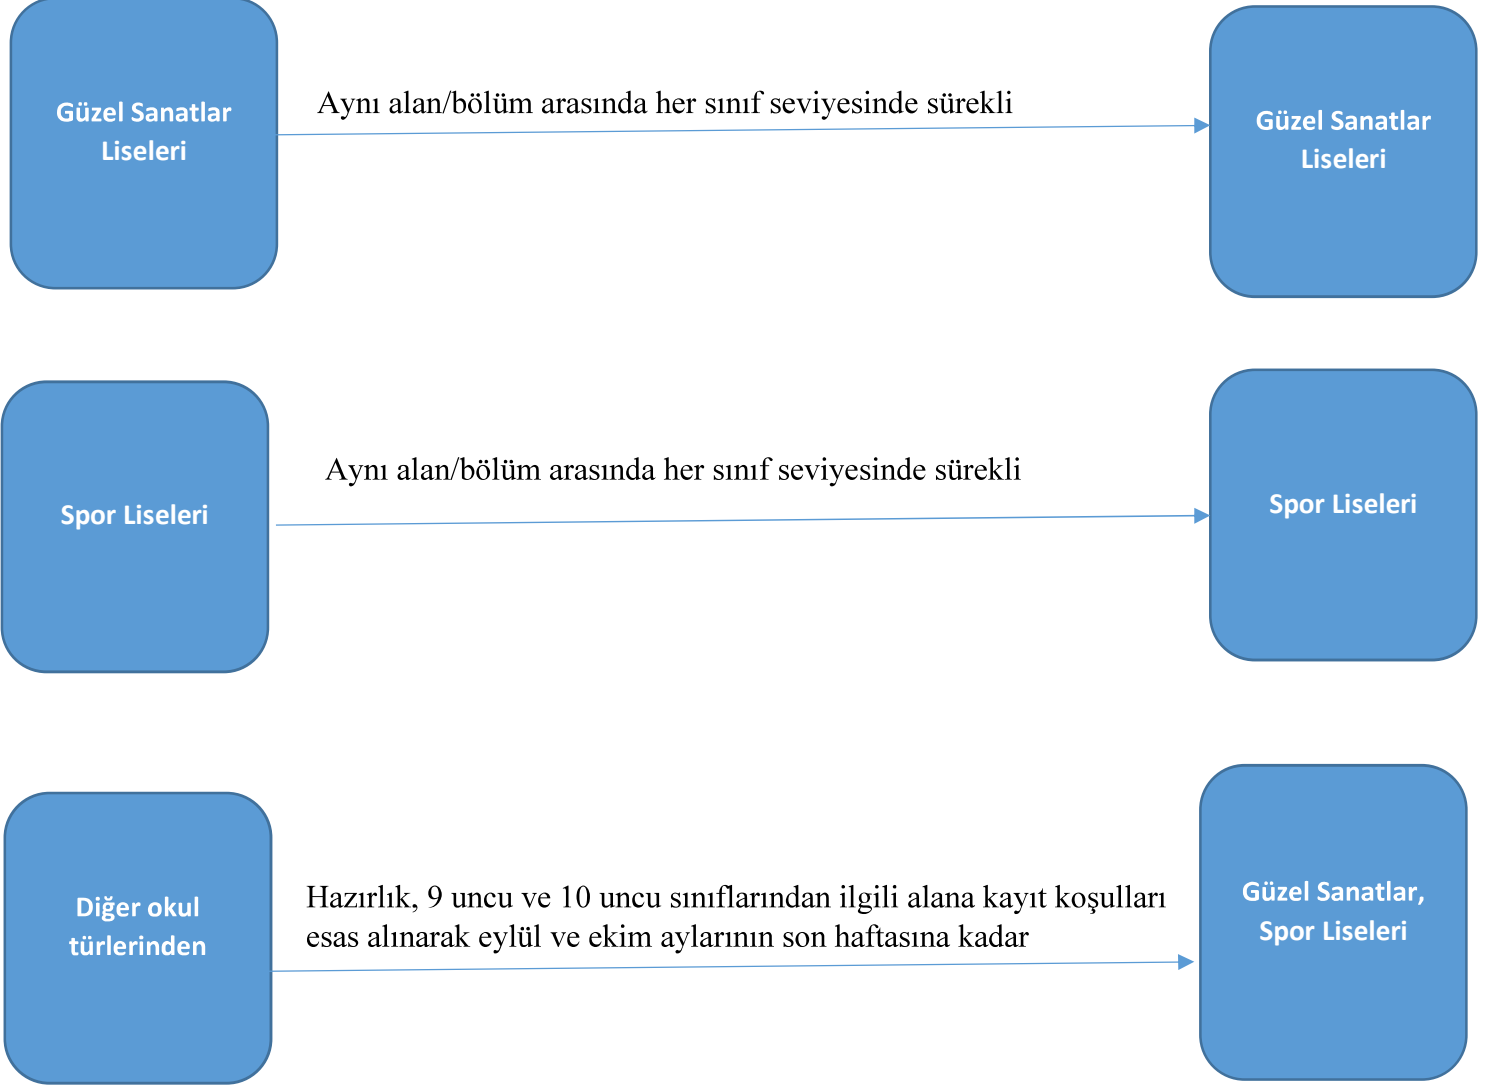 Güzel Sanatlar
Liseleri
Aynı alan/bölüm arasında her sınıf seviyesinde sürekli
Güzel Sanatlar
Liseleri
Spor Liseleri
Aynı alan/bölüm arasında her sınıf seviyesinde sürekli
Spor Liseleri
Diğer okul
türlerinden
Hazırlık, 9 uncu ve 10 uncu sınıflarından ilgili alana kayıt koşulları
esas alınarak eylül ve ekim aylarının son haftasına kadar
Güzel Sanatlar,
Spor Liseleri